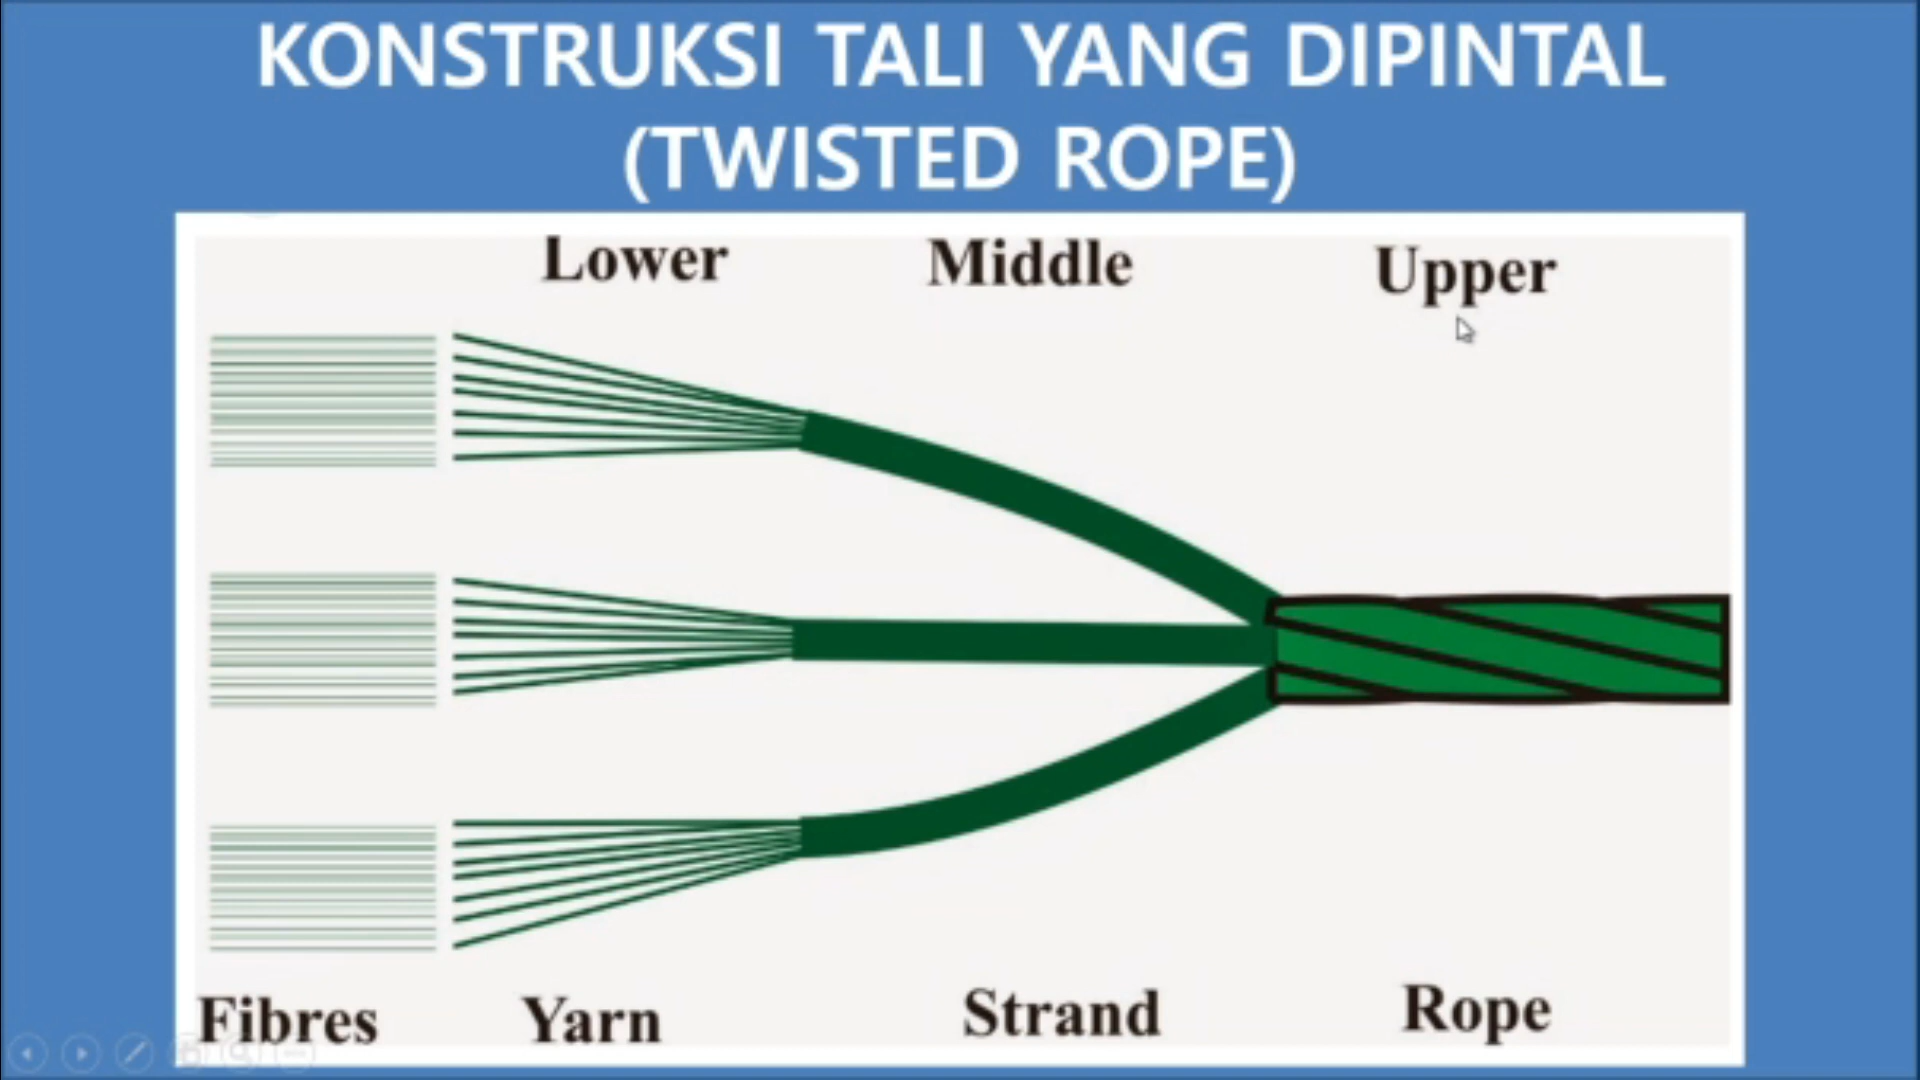 KONSTRUKSI TALI YANG DIPINTAL
(TWISTED ROPE)
Lower Middle Upper
Fibres Yarn Strand Rope